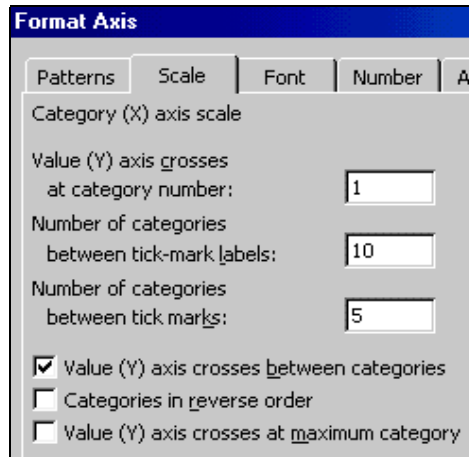 Format Axis
Patterns Scale Font Number A
Category (X) axis scale
Value (Y) axis crosses
at category number: 1
Number of categories
between tick-mark labels: 10
Number of categories
between tick marks: 5
Value (Y) axis crosses between categories
Categories in reverse order
Value (Y) axis crosses at maximum category